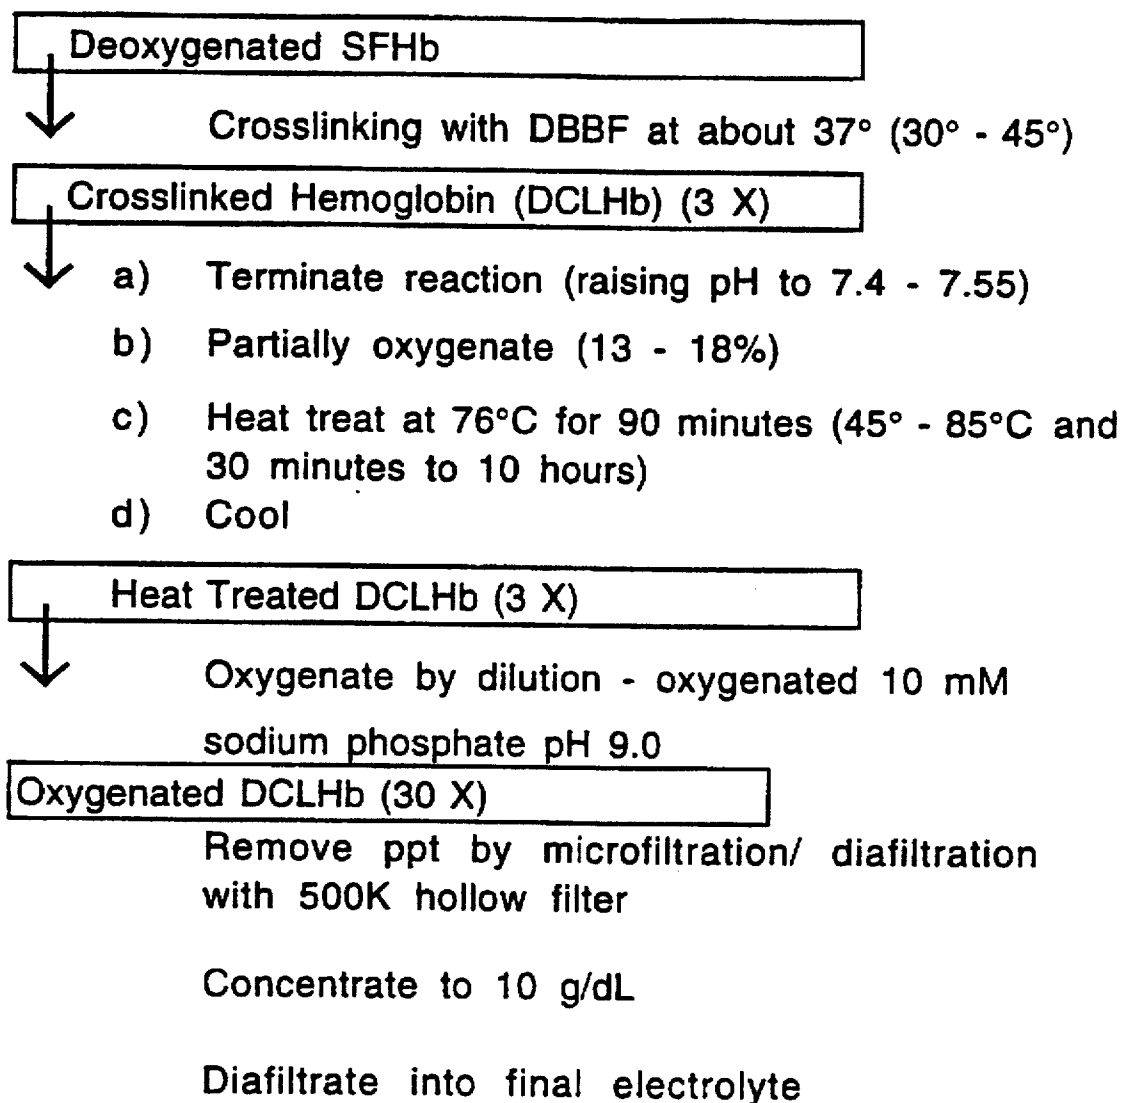 Deoxygenated SFHb
Crosslinking with DBBF at about 37° (30° - 45°)
Crosslinked Hemoglobin (DCLHb) (3 X)
a) Terminate reaction (raising pH to 7.4 - 7.55)
b) Partially oxygenate (13 - 18%)
c) Heat treat at 76°C for 90 minutes (45° - 85°C and
30 minutes to 10 hours)
d) Cool
Heat Treated DCLHb (3 X)
Oxygenate by dilution - oxygenated 10 mM
sodium phosphate pH 9.0
Oxygenated DCLHb (30 X)
Remove ppt by microfiltration/ diafiltration
with 500K hollow filter
Concentrate to 10 g/dL
Diafiltrate into final electrolyte